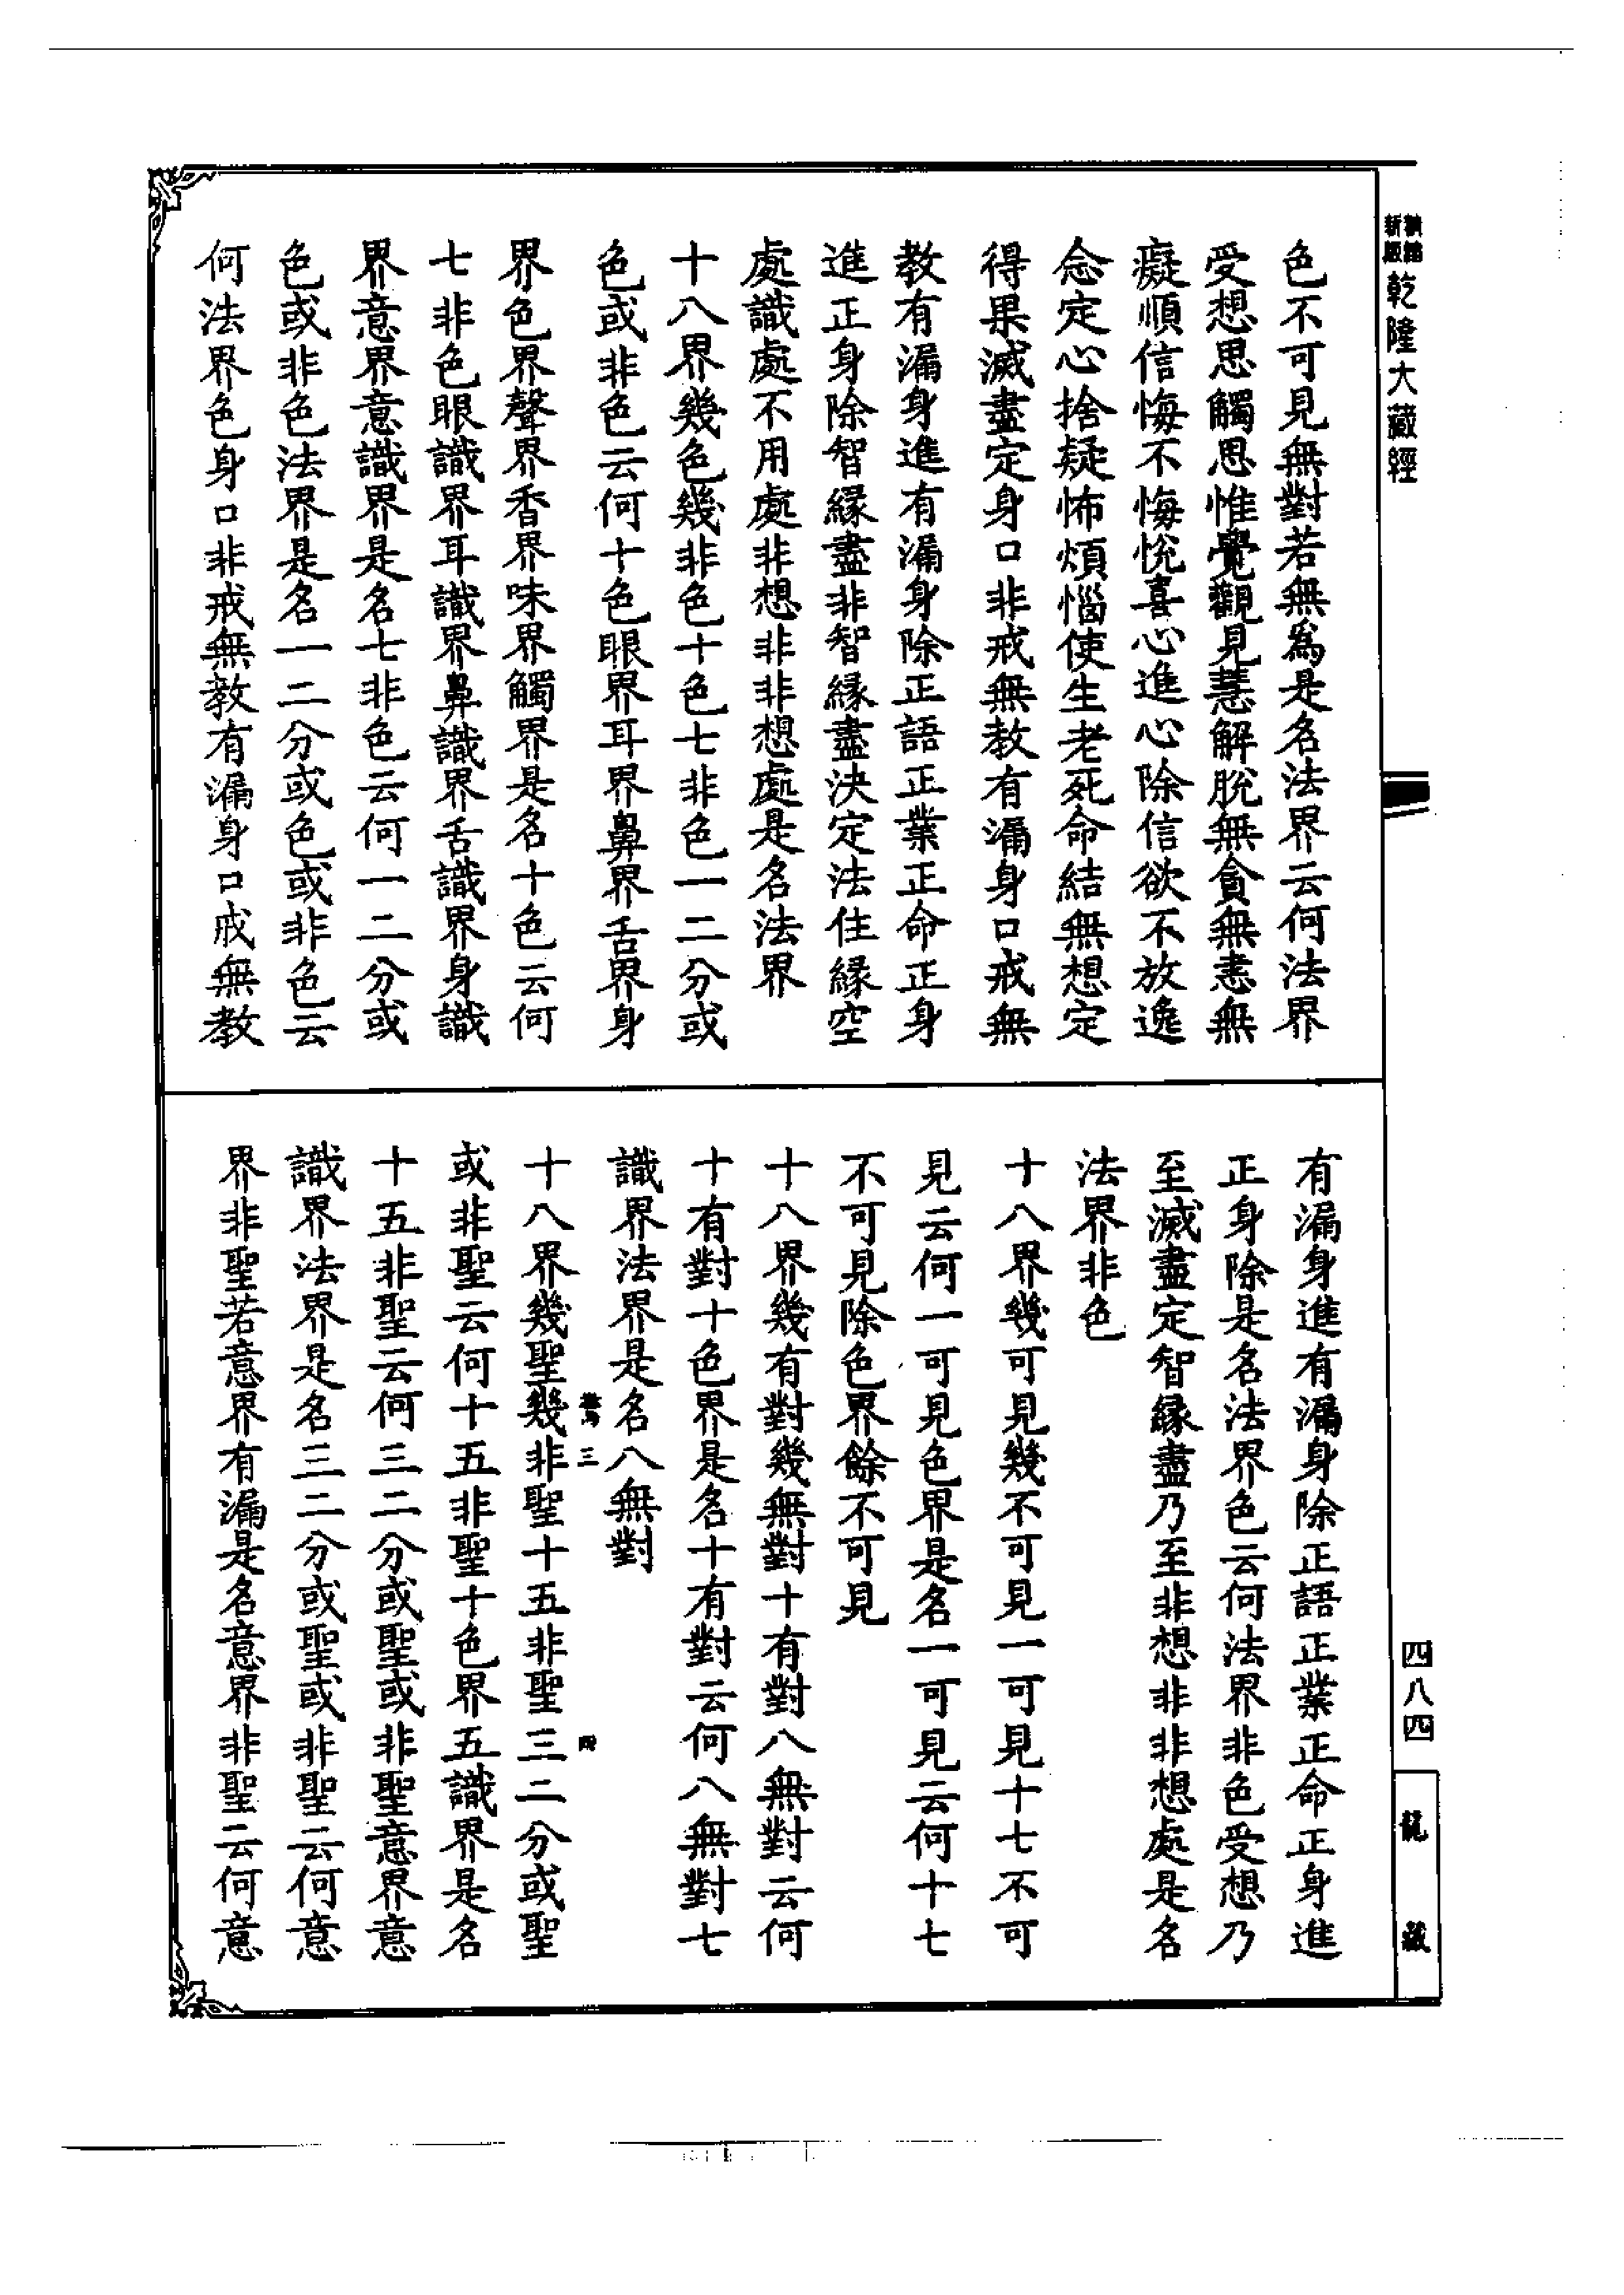 新版
乾隆大藏經
色不可見無對若無爲是名法界云何法界
受想思觸思惟覺觀見慧解脫無貪無恚無
癡順信悔不悔悅喜心進心除信欲不放逸
念定心捨疑怖煩惱使生老死命結無想定
得果滅盡定身口非戒無教有漏身口戒無
教有漏身進有漏身除正語正業正命正身
進正身除智緣盡非智緣盡決定法住緣空
處識處不用處非想非非想處是名法界
十八界幾色幾非色十色七非色一二分或
色或非色云何十色眼界耳界鼻界舌界身
界色界聲界香界味界觸界是名十色云何
七非色眼識界耳識界鼻識界舌識界身識
界意界意識界是名七非色云何一二分或
色或非色法界是名一二分或色或非色云
何法界色身口非戒無教有漏身口戒無教
有漏身進有漏身除正語正業正命正身進
正身除是名法界色云何法界非色受想乃
至滅盡定智緣盡乃至非想非非想處是名
法界非色
十八界幾可見幾不可見一可見十七不可
見云何一可見色界是名一可見云何十七
不可見除色界餘不可見
十八界幾有對幾無對十有對八無對云何
十有對十色界是名十有對云何八無對七
識界法界是名八無對
三
四
十八界幾聖幾非聖十五非聖三二分或聖
或非聖云何十五非聖十色界五識界是名
十五非聖云何三二分或聖或非聖意界意
識界法界是名三二分或聖或非聖云何意
界非聖若意界有漏是名意界非聖云何意
四八四
龍藏